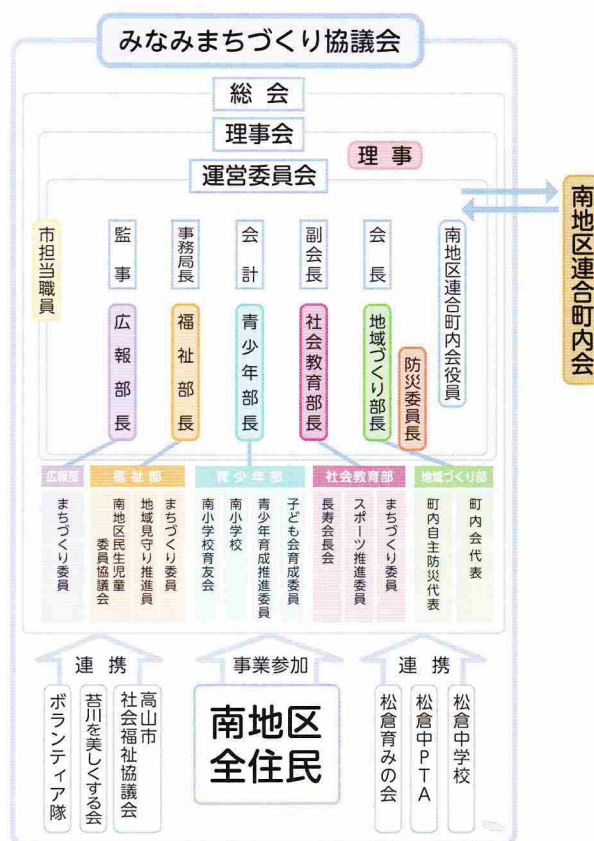 みなみまちづくり協議会
総会
理事会
理事
運営委員会
南地区連合町内会
南地区連合町内会役員
会長
副会長
会計
事務局長
監事
市担当職員
防災委員長
地域づくり部長
社会教育部長
青少年部長
福祉部長
広報部長
広報部
福祉部
青少年部
社会教育部
地域づくり部
町内会代表
町内自主防災代表
まちづくり委員
スポーツ推進委員
長寿会長会
子ども会育成委員
青少年育成推進委員
南小学校
南小学校育友会
まちづくり委員
地域見守り推進員
南地区民生児童
委員協議会
まちづくり委員
連携
事業参加
連携
高山市
社会福祉協議会
苔川を美しくする会
ボランティア隊
南地区
全住民
松倉中学校
松倉中PTA
松倉育みの会